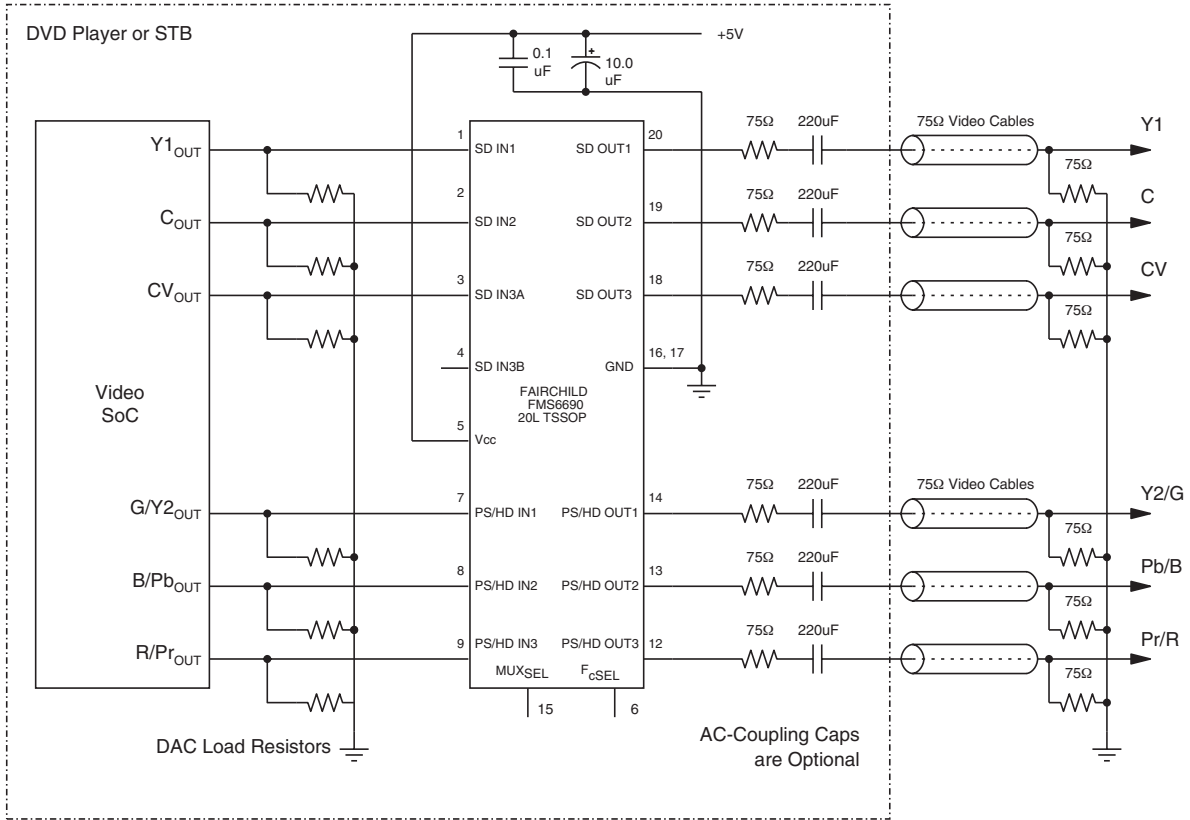 DVD Player or STB
+5V
0.1
uF
+
10.0
uF
Video
SoC
Y1OUT
COUT
CVOUT
G/Y2OUT
B/PbOUT
R/PrOUT
DAC Load Resistors
1
SD IN1
2
SD IN2
3
SD IN3A
4
SD IN3B
5
Vcc
7
PS/HD IN1
8
PS/HD IN2
9
PS/HD IN3
FAIRCHILD
FMS6690
20L TSSOP
20
SD OUT1
19
SD OUT2
18
SD OUT3
16, 17
GND
14
PS/HD OUT1
13
PS/HD OUT2
12
PS/HD OUT3
MUXSEL
15
FcSEL
6
75Ω 220uF
75Ω 220uF
75Ω 220uF
75Ω 220uF
75Ω 220uF
75Ω 220uF
AC-Coupling Caps
are Optional
75Ω Video Cables
Y1
75Ω
C
75Ω
CV
75Ω
75Ω Video Cables
Y2/G
75Ω
Pb/B
75Ω
Pr/R
75Ω